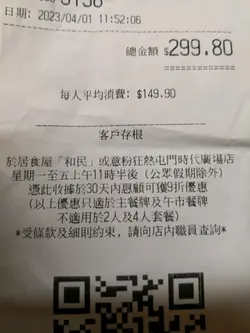 日期: 2023/04/01 11:52:06
總金額 $299.80
每人平均消費: $149.90
客戶存根
於居食屋「和民」或意粉狂熱屯門時代廣場店
星期一至五上午11時半後 (公眾假期除外)
憑此收據於30天內惠顧可獲9折優惠
(以上優惠只適於主餐牌及午市餐牌
不適用於2人及4人套餐)
*受條款及細則約束, 請向店內職員查詢*